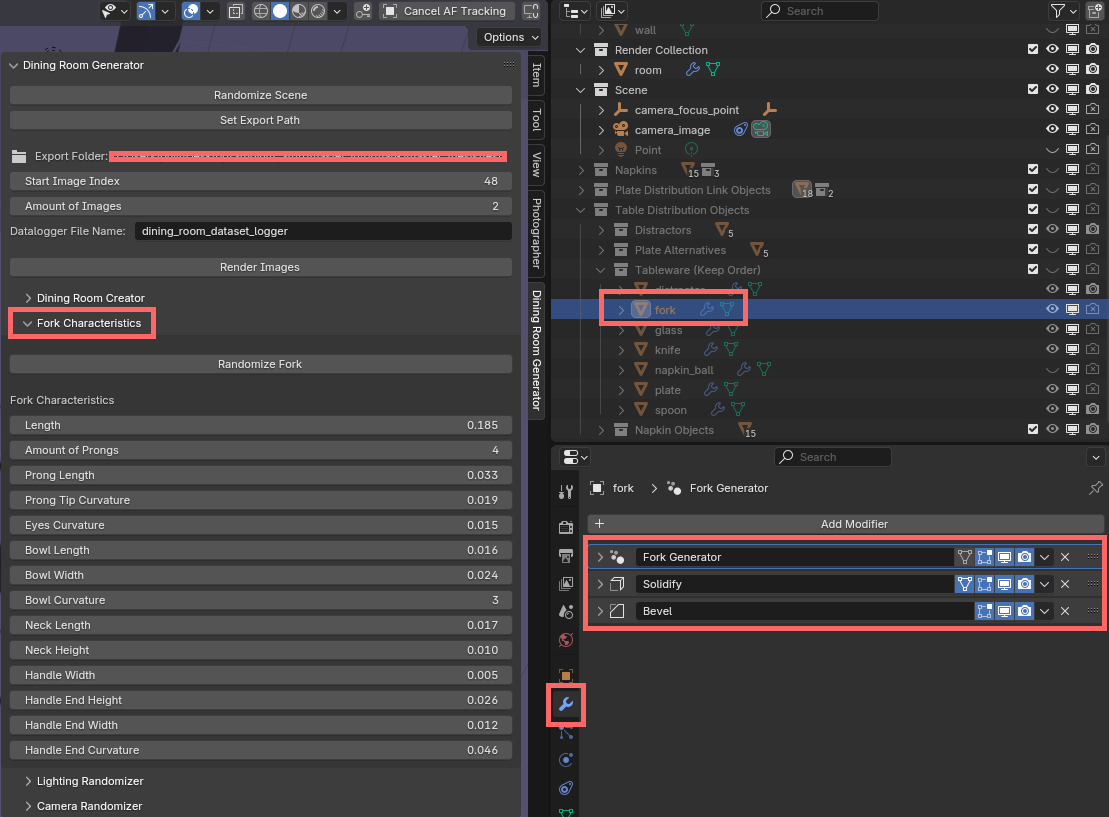 Cancel AF Tracking
Options
Dining Room Generator
Randomize Scene
Set Export Path
Export Folder:
Start Image Index 48
Amount of Images 2
Datalogger File Name: dining_room_dataset_logger
Render Images
Dining Room Creator
Fork Characteristics
Randomize Fork
Fork Characteristics
Length 0.185
Amount of Prongs 4
Prong Length 0.033
Prong Tip Curvature 0.019
Eyes Curvature 0.015
Bowl Length 0.016
Bowl Width 0.024
Bowl Curvature 3
Neck Length 0.017
Neck Height 0.010
Handle Width 0.005
Handle End Height 0.026
Handle End Width 0.012
Handle End Curvature 0.046
Lighting Randomizer
Camera Randomizer
Item
Tool
View
Photographer
Dining Room Generator
Search
wall
Render Collection
room
Scene
camera_focus_point
camera_image
Point
Napkins 15 3
Plate Distribution Link Objects 18 2
Table Distribution Objects
Distractors 5
Plate Alternatives 5
Tableware (Keep Order)
distractor
fork
glass
knife
napkin_ball
plate
spoon
Napkin Objects 15
Search
fork Fork Generator
Add Modifier
Fork Generator
Solidify
Bevel